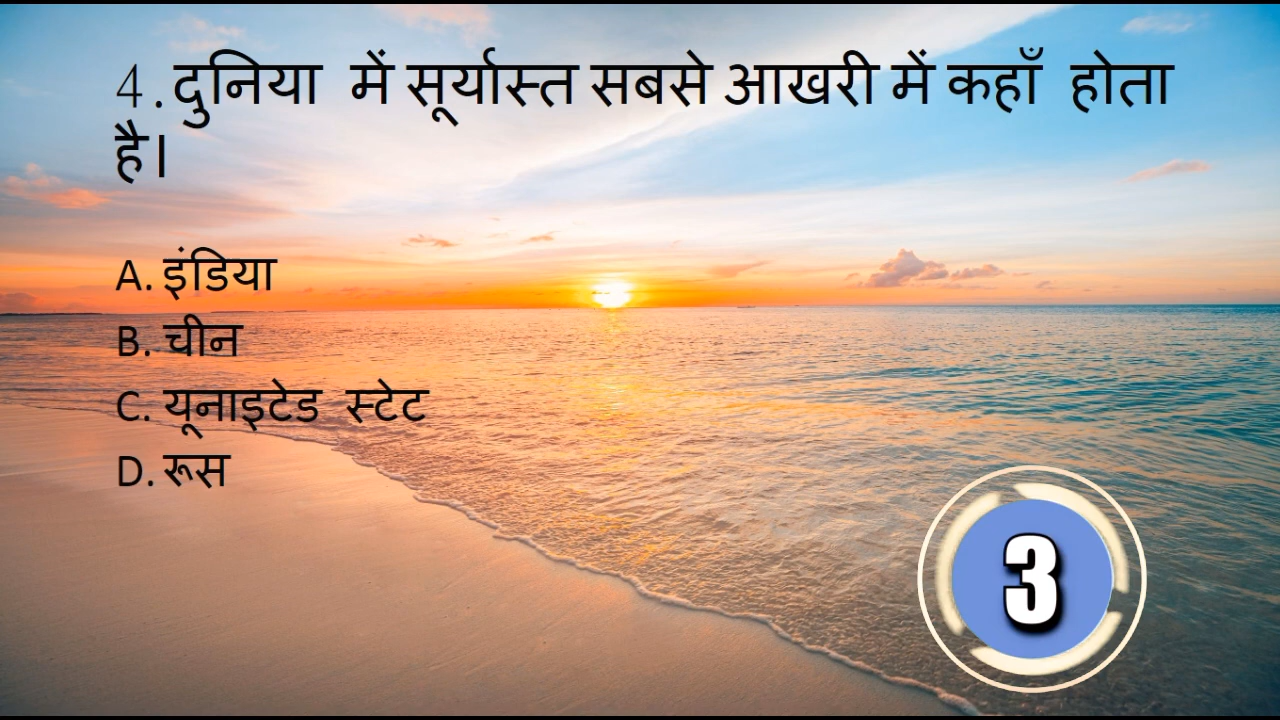 4.दुनिया में सूर्यास्त सबसे आखरी में कहाँ होता
है।
A. इंडिया
B. चीन
C. यूनाइटेड स्टेट
D. रूस
3